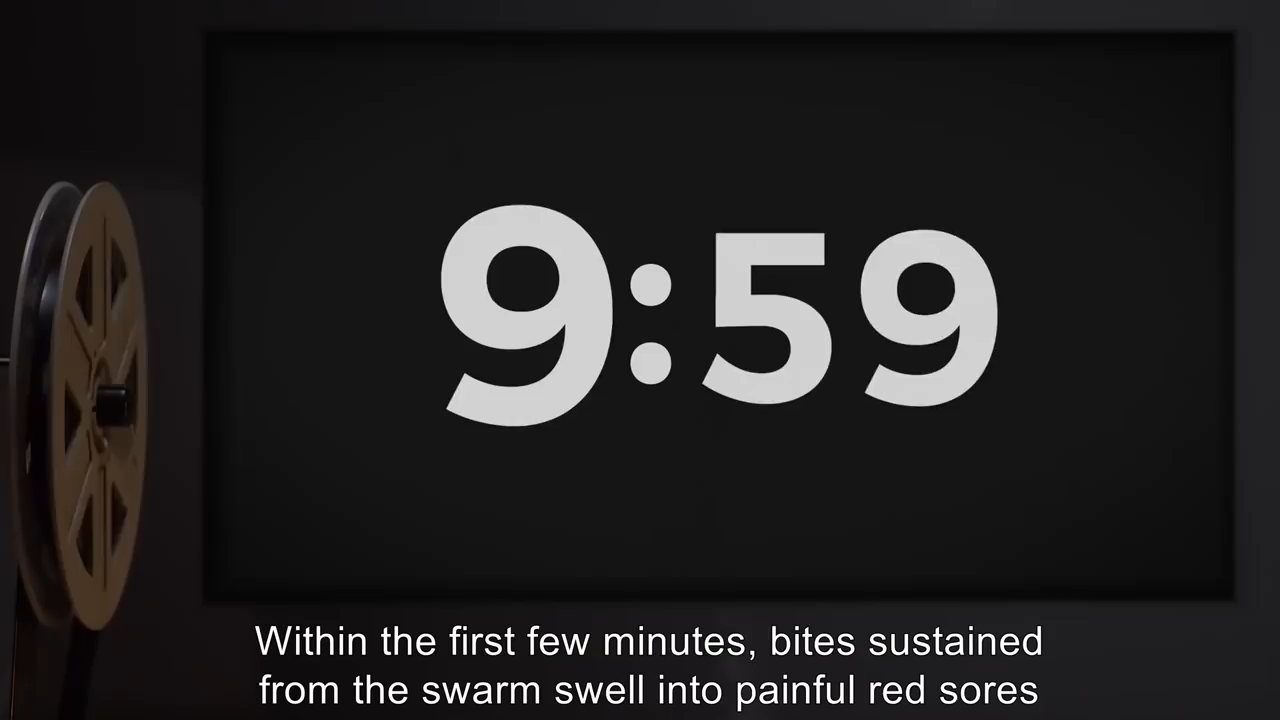 9:59
Within the first few minutes, bites sustained
from the swarm swell into painful red sores